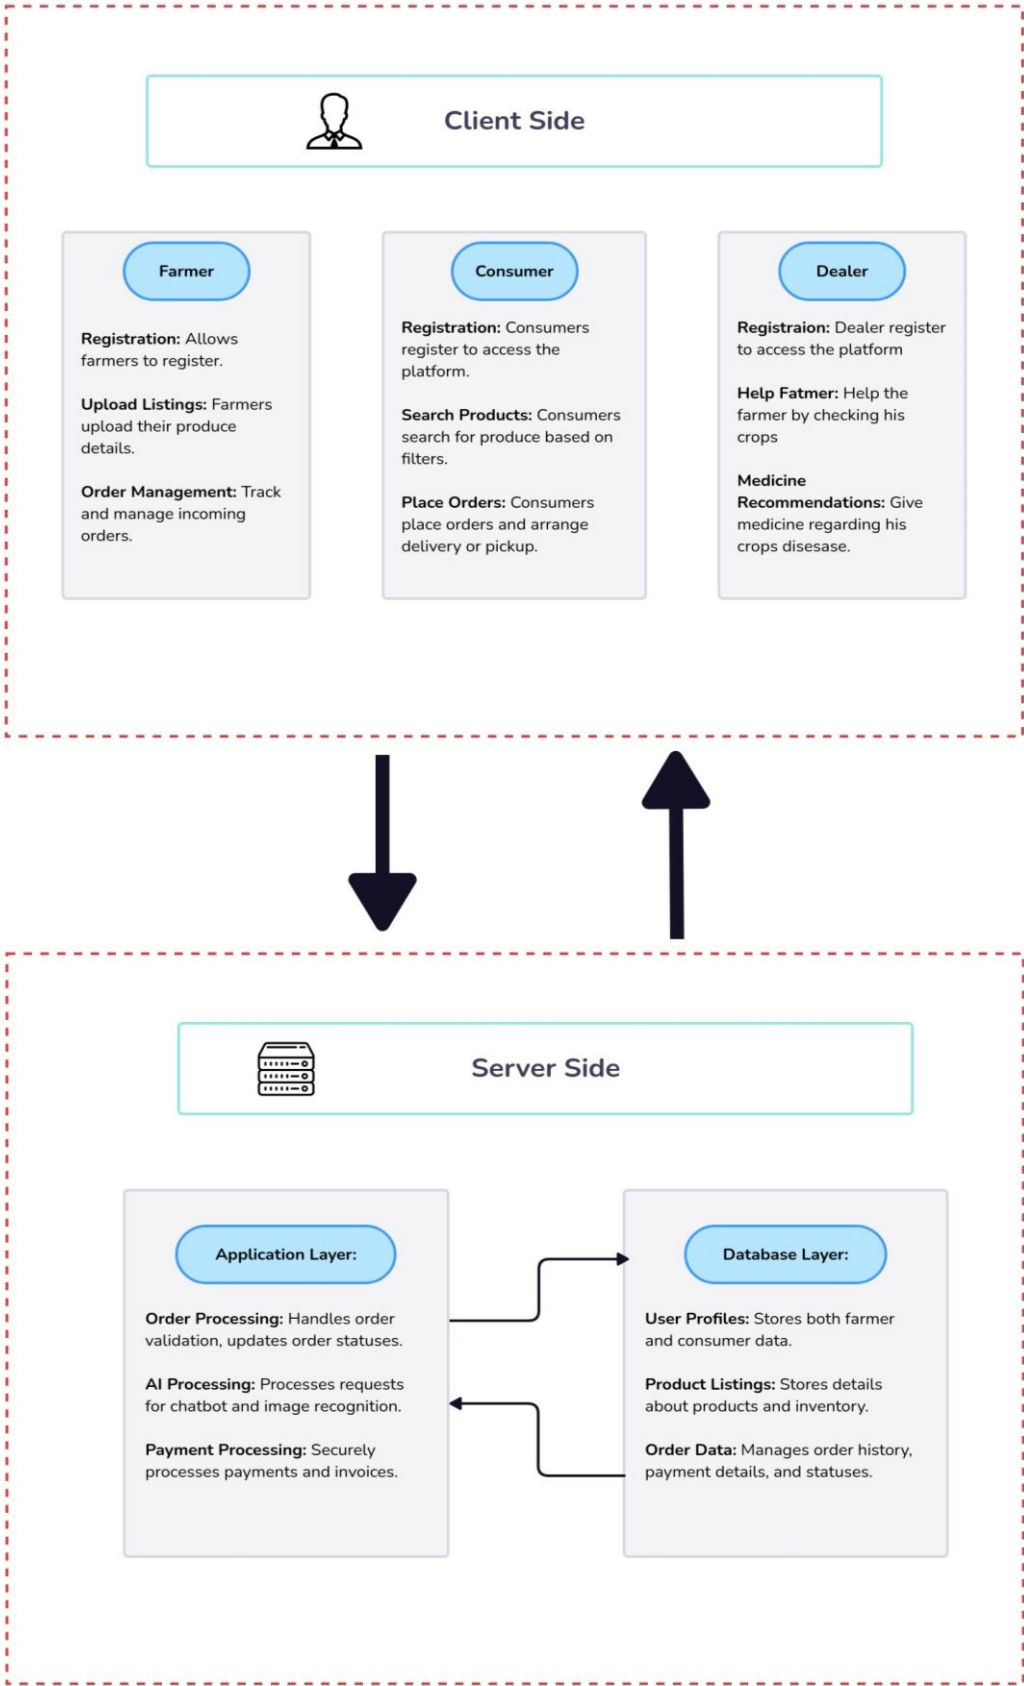 Client Side
Farmer
Registration: Allows
farmers to register.
Upload Listings: Farmers
upload their produce
details.
Order Management: Track
and manage incoming
orders.
Consumer
Registration: Consumers
register to access the
platform.
Search Products: Consumers
search for produce based on
filters.
Place Orders: Consumers
place orders and arrange
delivery or pickup.
Dealer
Registraion: Dealer register
to access the platform
Help Fatmer: Help the
farmer by checking his
crops
Medicine
Recommendations: Give
medicine regarding his
crops disesase.
Server Side
Application Layer:
Order Processing: Handles order
validation, updates order statuses.
AI Processing: Processes requests
for chatbot and image recognition.
Payment Processing: Securely
processes payments and invoices.
Database Layer:
User Profiles: Stores both farmer
and consumer data.
Product Listings: Stores details
about products and inventory.
Order Data: Manages order history,
payment details, and statuses.